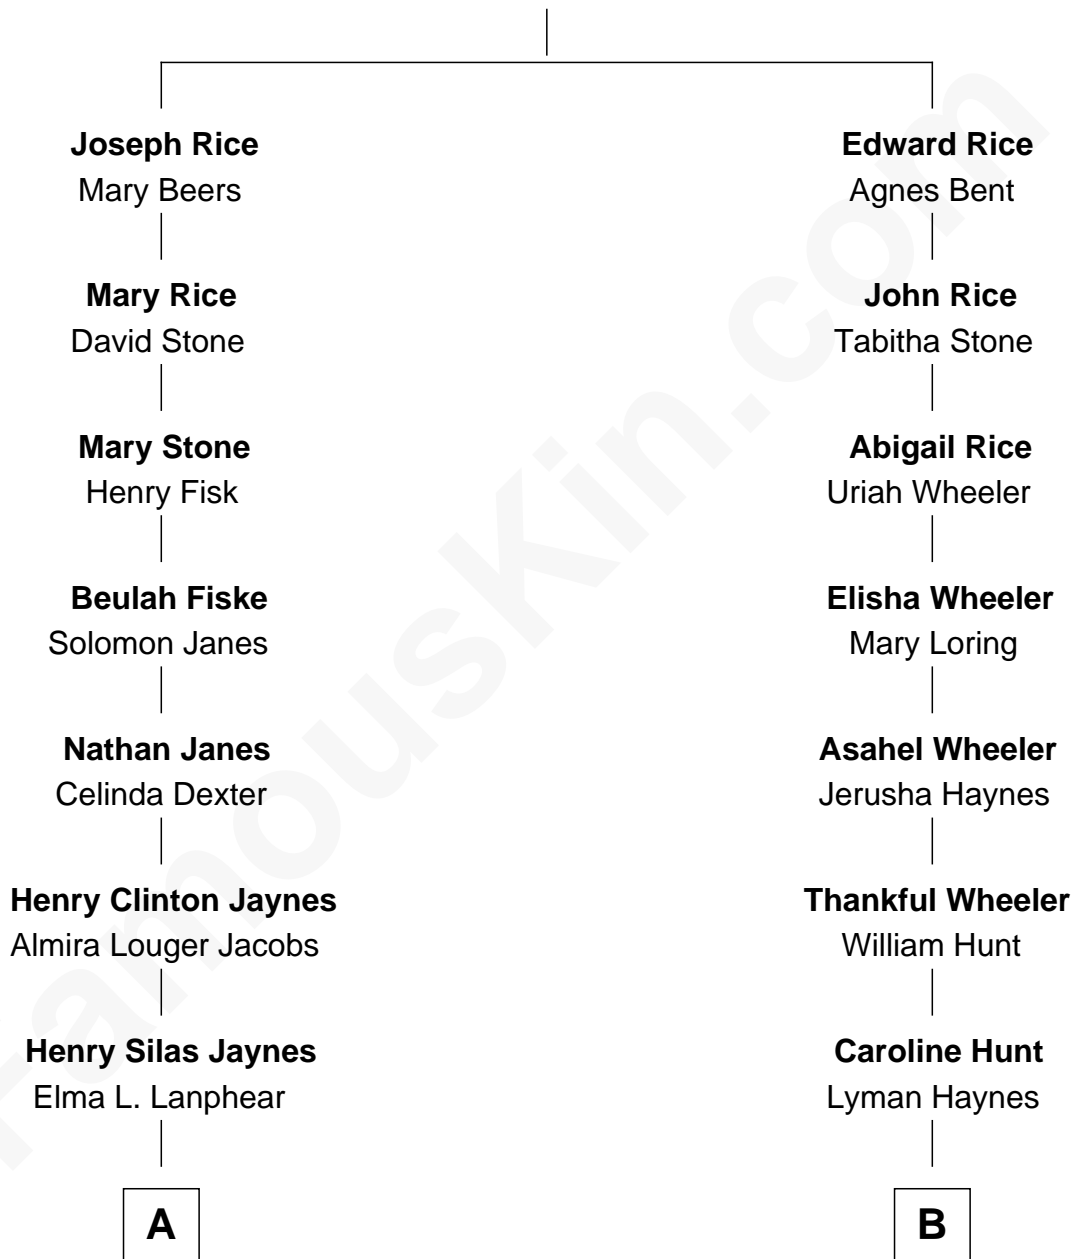 Joseph Rice
Mary Beers
Edward Rice
Agnes Bent
Mary Rice
David Stone
John Rice
Tabitha Stone
Mary Stone
Henry Fisk
Abigail Rice
Uriah Wheeler
Beulah Fiske
Solomon Janes
Elisha Wheeler
Mary Loring
Nathan Janes
Celinda Dexter
Asahel Wheeler
Jerusha Haynes
Henry Clinton Jaynes
Almira Louger Jacobs
Thankful Wheeler
William Hunt
Henry Silas Jaynes
Elma L. Lanphear
Caroline Hunt
Lyman Haynes
A
B
FamousKin.com